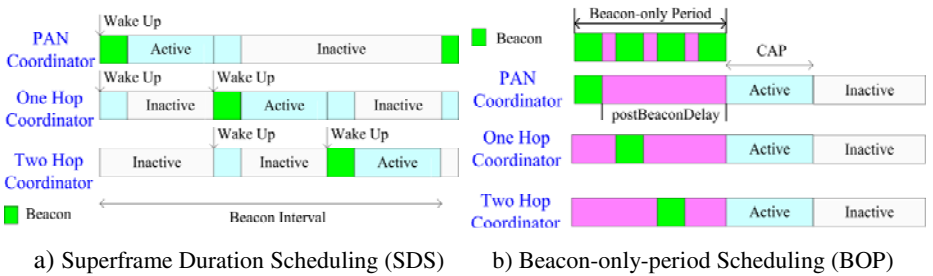 Wake Up
PAN
Coordinator
Active
Inactive
Wake Up
Wake Up
One Hop
Coordinator
Inactive
Active
Inactive
Wake Up
Wake Up
Two Hop
Coordinator
Inactive
Inactive
Active
Beacon
Beacon Interval
a) Superframe Duration Scheduling (SDS)
Beacon-only Period
Beacon
CAP
PAN
Coordinator
Active
Inactive
postBeaconDelay
One Hop
Coordinator
Active
Inactive
Two Hop
Coordinator
Active
Inactive
b) Beacon-only-period Scheduling (BOP)